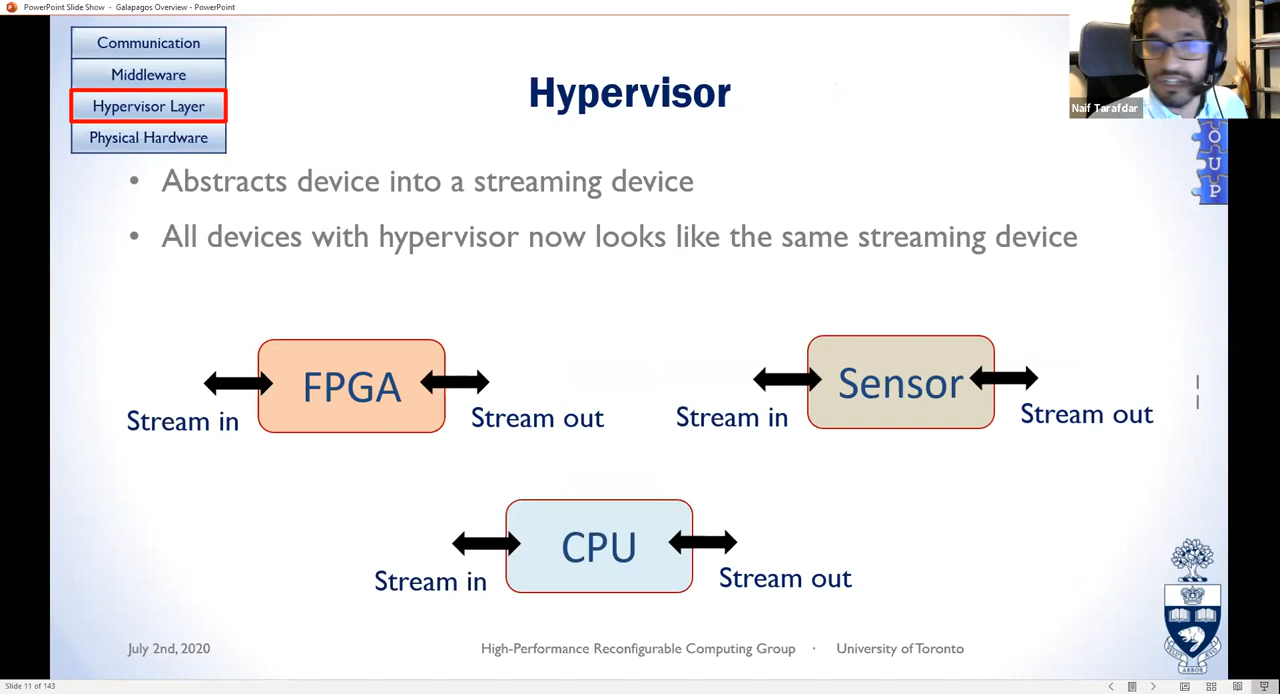 PowerPoint Slide Show - Galapagos Overview - PowerPoint
Communication
Middleware
Hypervisor Layer
Physical Hardware
Hypervisor
Naif Tarafdar
O
U
P
• Abstracts device into a streaming device
• All devices with hypervisor now looks like the same streaming device
FPGA
Stream in
Stream out
Sensor
Stream in
Stream out
CPU
Stream in
Stream out
July 2nd, 2020
High-Performance Reconfigurable Computing Group · University of Toronto
Slide 11 of 143